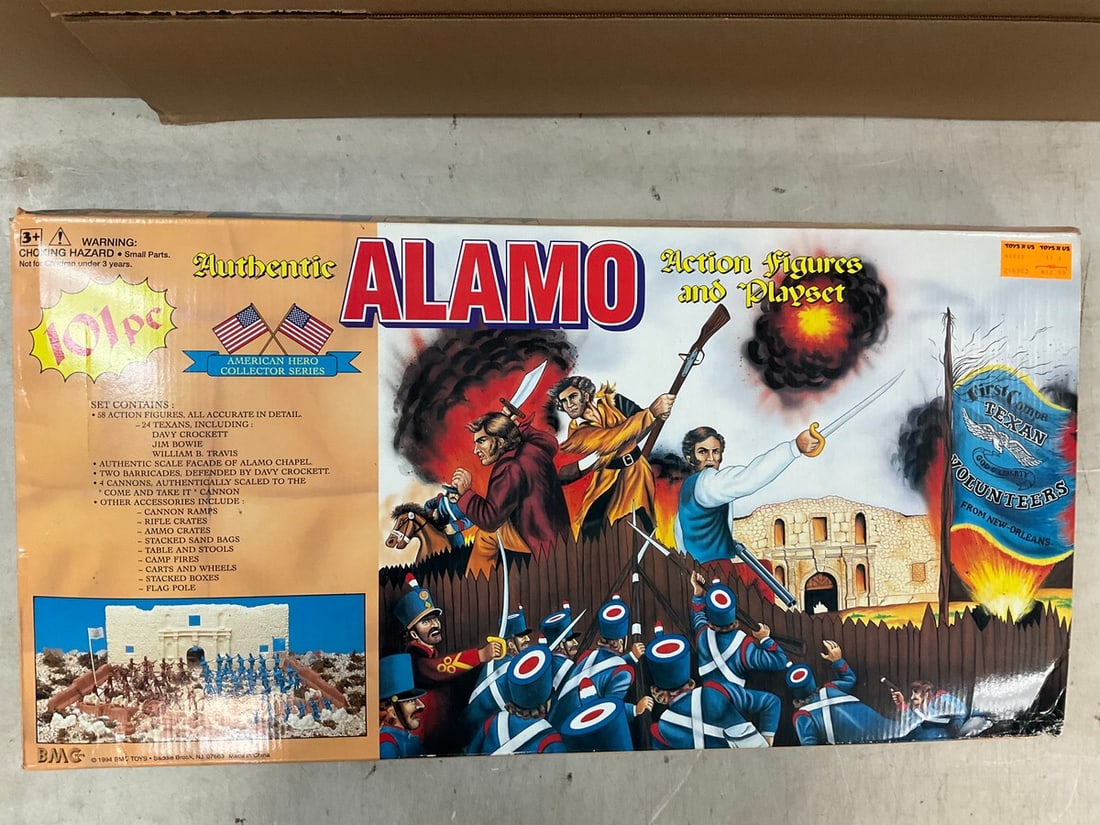 3+ WARNING:
CHOKING HAZARD • Small Parts.
Not for Children under 3 years.
101 pc
Authentic
ALAMO
Action Figures
and Playset
TOYS R US TOYS R US
AMERICAN HERO
COLLECTOR SERIES
SET CONTAINS :
• 58 ACTION FIGURES, ALL ACCURATE IN DETAIL.
– 24 TEXANS, INCLUDING :
DAVY CROCKETT
JIM BOWIE
WILLIAM B. TRAVIS
• AUTHENTIC SCALE FACADE OF ALAMO CHAPEL.
• TWO BARRICADES, DEFENDED BY DAVY CROCKETT.
• 4 CANNONS, AUTHENTICALLY SCALED TO THE
" COME AND TAKE IT " CANNON
• OTHER ACCESSORIES INCLUDE :
– CANNON RAMPS
– RIFLE CRATES
– AMMO CRATES
– STACKED SAND BAGS
– TABLE AND STOOLS
– CAMP FIRES
– CARTS AND WHEELS
– STACKED BOXES
– FLAG POLE
First Compa
TEXAN
VOLUNTEERS
FROM NEW-ORLEANS.
BMC
© 1994 BMC TOYS • Saddle Brook, NJ 07663 Made in China